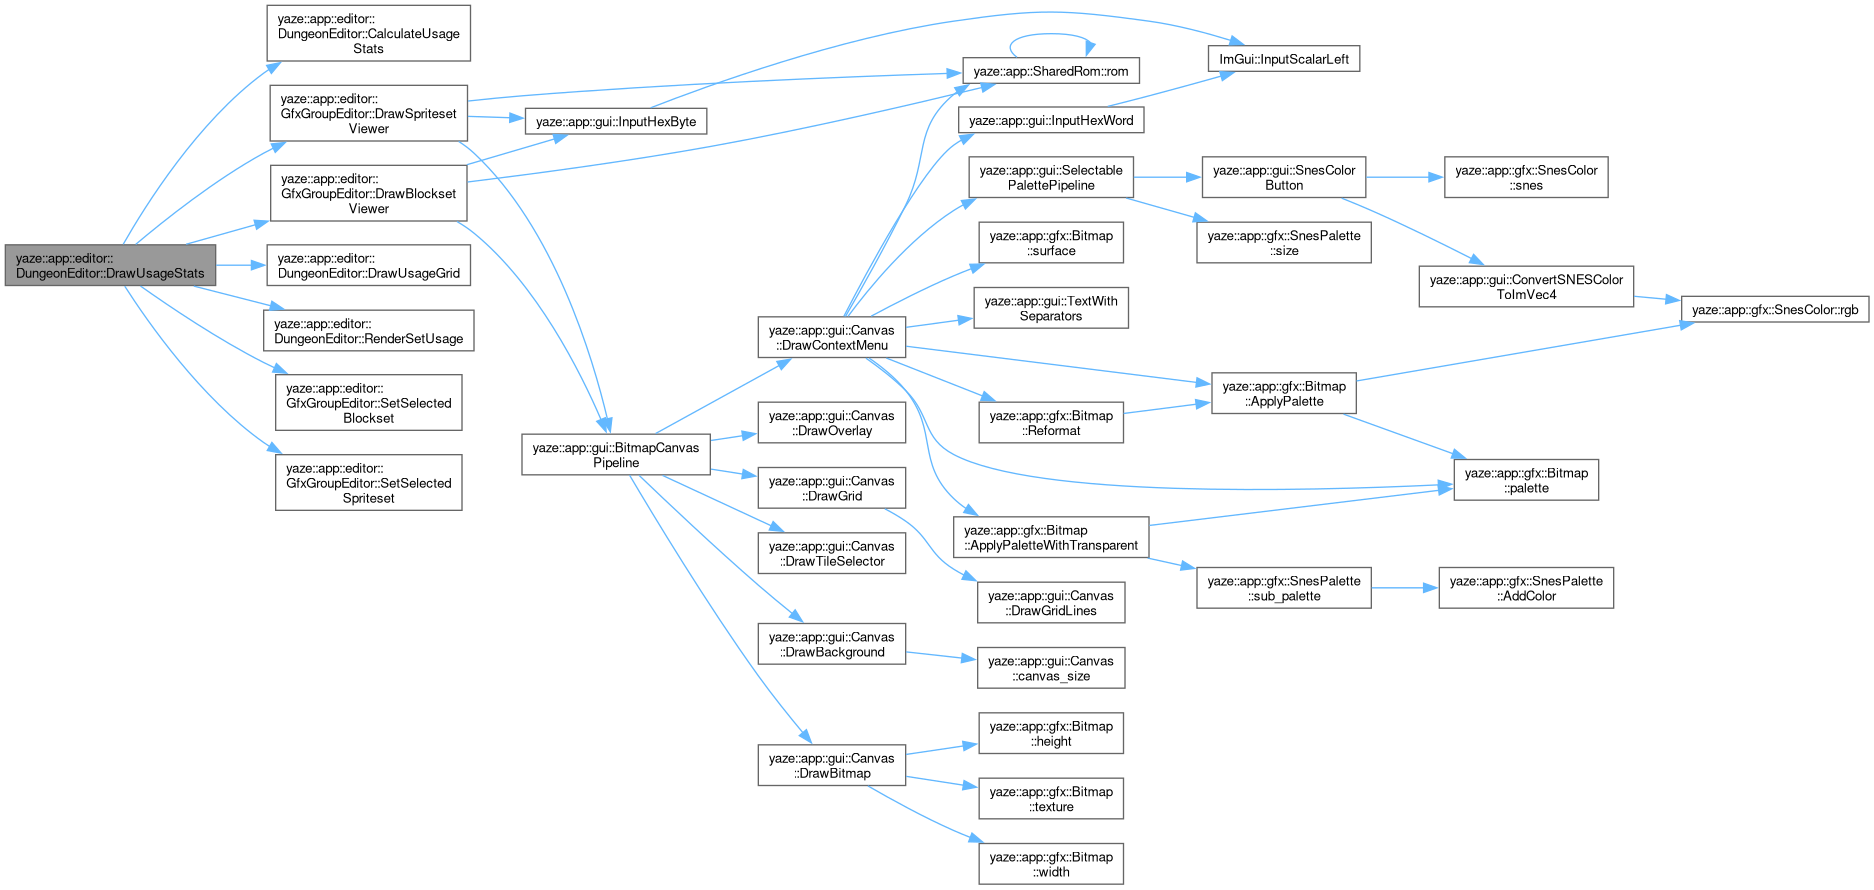 yaze::app::editor::
DungeonEditor::DrawUsageStats
yaze::app::editor::
DungeonEditor::CalculateUsage
Stats
yaze::app::editor::
GfxGroupEditor::DrawSpriteset
Viewer
yaze::app::editor::
GfxGroupEditor::DrawBlockset
Viewer
yaze::app::editor::
DungeonEditor::DrawUsageGrid
yaze::app::editor::
DungeonEditor::RenderSetUsage
yaze::app::editor::
GfxGroupEditor::SetSelected
Blockset
yaze::app::editor::
GfxGroupEditor::SetSelected
Spriteset
yaze::app::gui::InputHexByte
yaze::app::gui::BitmapCanvas
Pipeline
yaze::app::gui::Canvas
::DrawContextMenu
yaze::app::gui::Canvas
::DrawOverlay
yaze::app::gui::Canvas
::DrawGrid
yaze::app::gui::Canvas
::DrawTileSelector
yaze::app::gui::Canvas
::DrawBackground
yaze::app::gui::Canvas
::DrawBitmap
yaze::app::SharedRom::rom
yaze::app::gui::InputHexWord
yaze::app::gui::Selectable
PalettePipeline
yaze::app::gfx::Bitmap
::surface
yaze::app::gui::TextWith
Separators
yaze::app::gfx::Bitmap
::Reformat
yaze::app::gfx::Bitmap
::ApplyPaletteWithTransparent
yaze::app::gui::Canvas
::DrawGridLines
yaze::app::gui::Canvas
::canvas_size
yaze::app::gfx::Bitmap
::height
yaze::app::gfx::Bitmap
::texture
yaze::app::gfx::Bitmap
::width
ImGui::InputScalarLeft
yaze::app::gui::SnesColor
Button
yaze::app::gfx::SnesPalette
::size
yaze::app::gfx::Bitmap
::ApplyPalette
yaze::app::gfx::SnesPalette
::sub_palette
yaze::app::gfx::SnesColor
::snes
yaze::app::gui::ConvertSNESColor
ToImVec4
yaze::app::gfx::Bitmap
::palette
yaze::app::gfx::SnesPalette
::AddColor
yaze::app::gfx::SnesColor::rgb